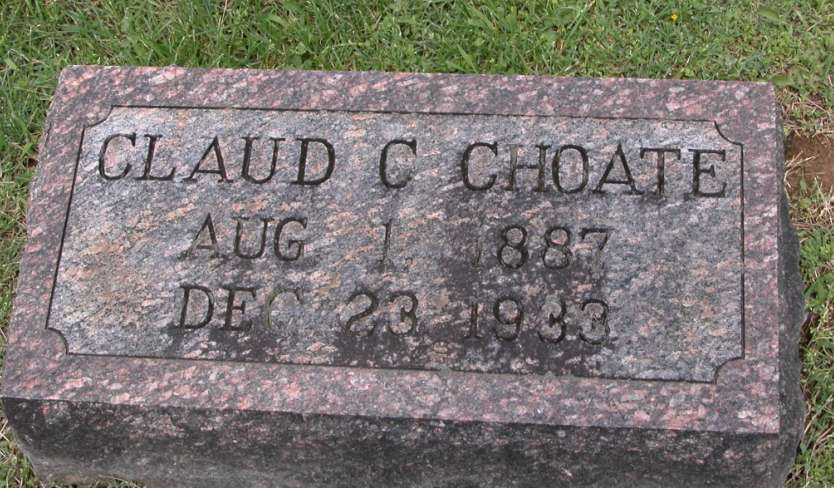 CLAUD C CHOATE
AUG 1 1887
DEC 23 1933